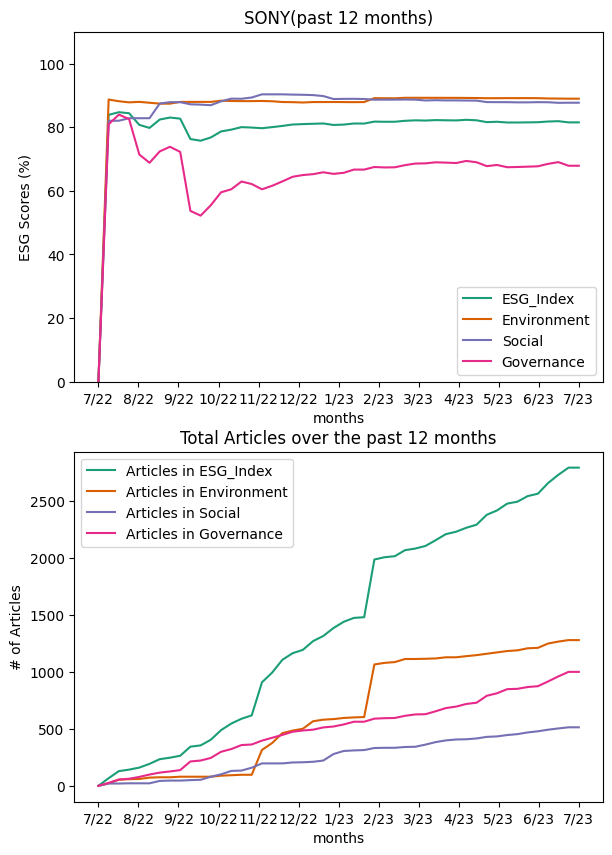 SONY(past 12 months)
ESG Scores (%)
100
80
60
40
20
0
ESG_Index
Environment
Social
Governance
7/22 8/22 9/22 10/22 11/22 12/22 1/23 2/23 3/23 4/23 5/23 6/23 7/23
months
Total Articles over the past 12 months
# of Articles
2500
2000
1500
1000
500
0
Articles in ESG_Index
Articles in Environment
Articles in Social
Articles in Governance
7/22 8/22 9/22 10/22 11/22 12/22 1/23 2/23 3/23 4/23 5/23 6/23 7/23
months